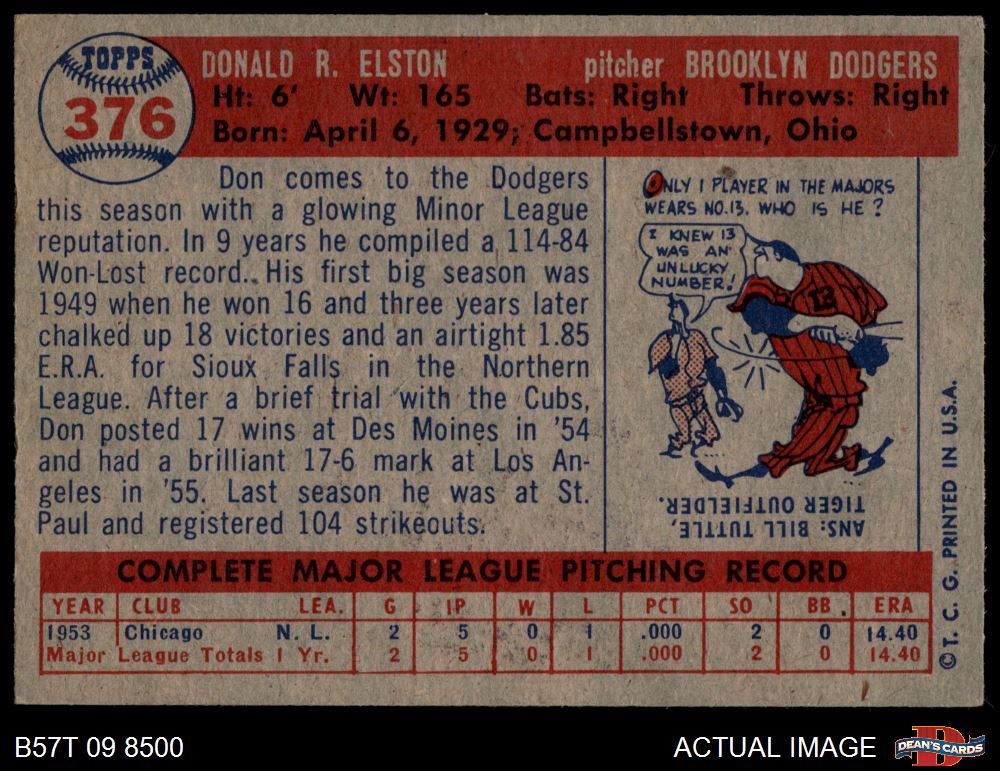 TOPPS
376
DONALD R. ELSTON pitcher BROOKLYN DODGERS
Ht: 6' Wt: 165 Bats: Right Throws: Right
Born: April 6, 1929; Campbellstown, Ohio
Don comes to the Dodgers
this season with a glowing Minor League
reputation. In 9 years he compiled a 114-84
Won-Lost record.. His first big season was
1949 when he won 16 and three years later
chalked up 18 victories and an airtight 1.85
E.R.A. for Sioux Falls in the Northern
League. After a brief trial with the Cubs,
Don posted 17 wins at Des Moines in '54
and had a brilliant 17-6 mark at Los An-
geles in '55. Last season he was at St.
Paul and registered 104 strikeouts.
ONLY 1 PLAYER IN THE MAJORS
WEARS NO.13. WHO IS HE?
I KNEW 13
WAS AN
UNLUCKY
NUMBER!
13
ANS: BILL TUTTLE,
TIGER OUTFIELDER.
©T. C. G. PRINTED IN U.S.A.
COMPLETE MAJOR LEAGUE PITCHING RECORD
YEAR CLUB LEA. G IP W L PCT SO BB. ERA
1953 Chicago N. L. 2 5 0 1 .000 2 0 14.40
Major League Totals 1 Yr. 2 5 0 1 .000 2 0 14.40
B57T 09 8500
ACTUAL IMAGE
DEAN'S CARDS